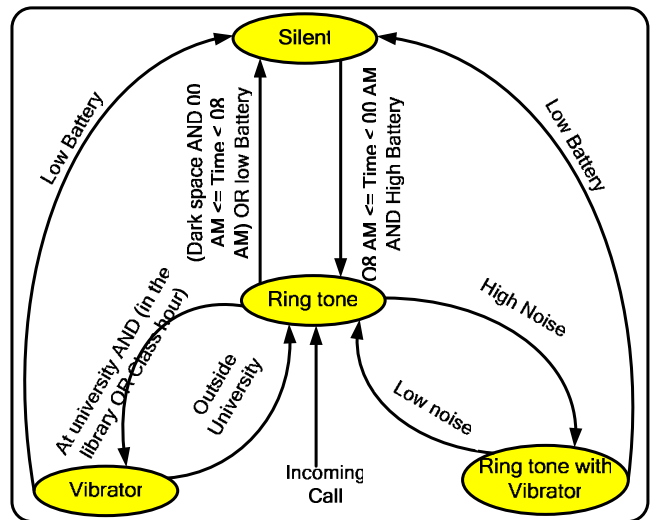 Silent
Low Battery
(Dark space AND 00
AM <= Time < 08
AM) OR low Battery
O8 AM <= Time < 00 AM
AND High Battery
Low Battery
Ring tone
At university AND (in the
library OR Class hour)
Outside
University
High Noise
Low noise
Incoming
Call
Vibrator
Ring tone with
Vibrator